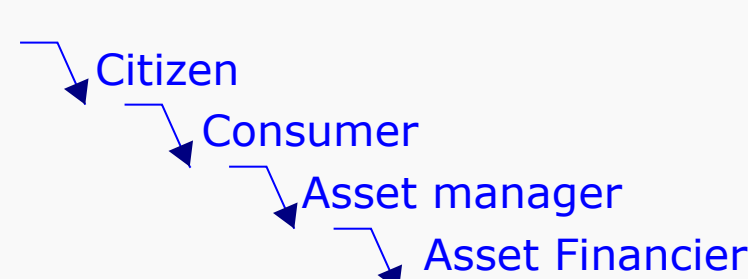 Citizen
Consumer
Asset manager
Asset Financier